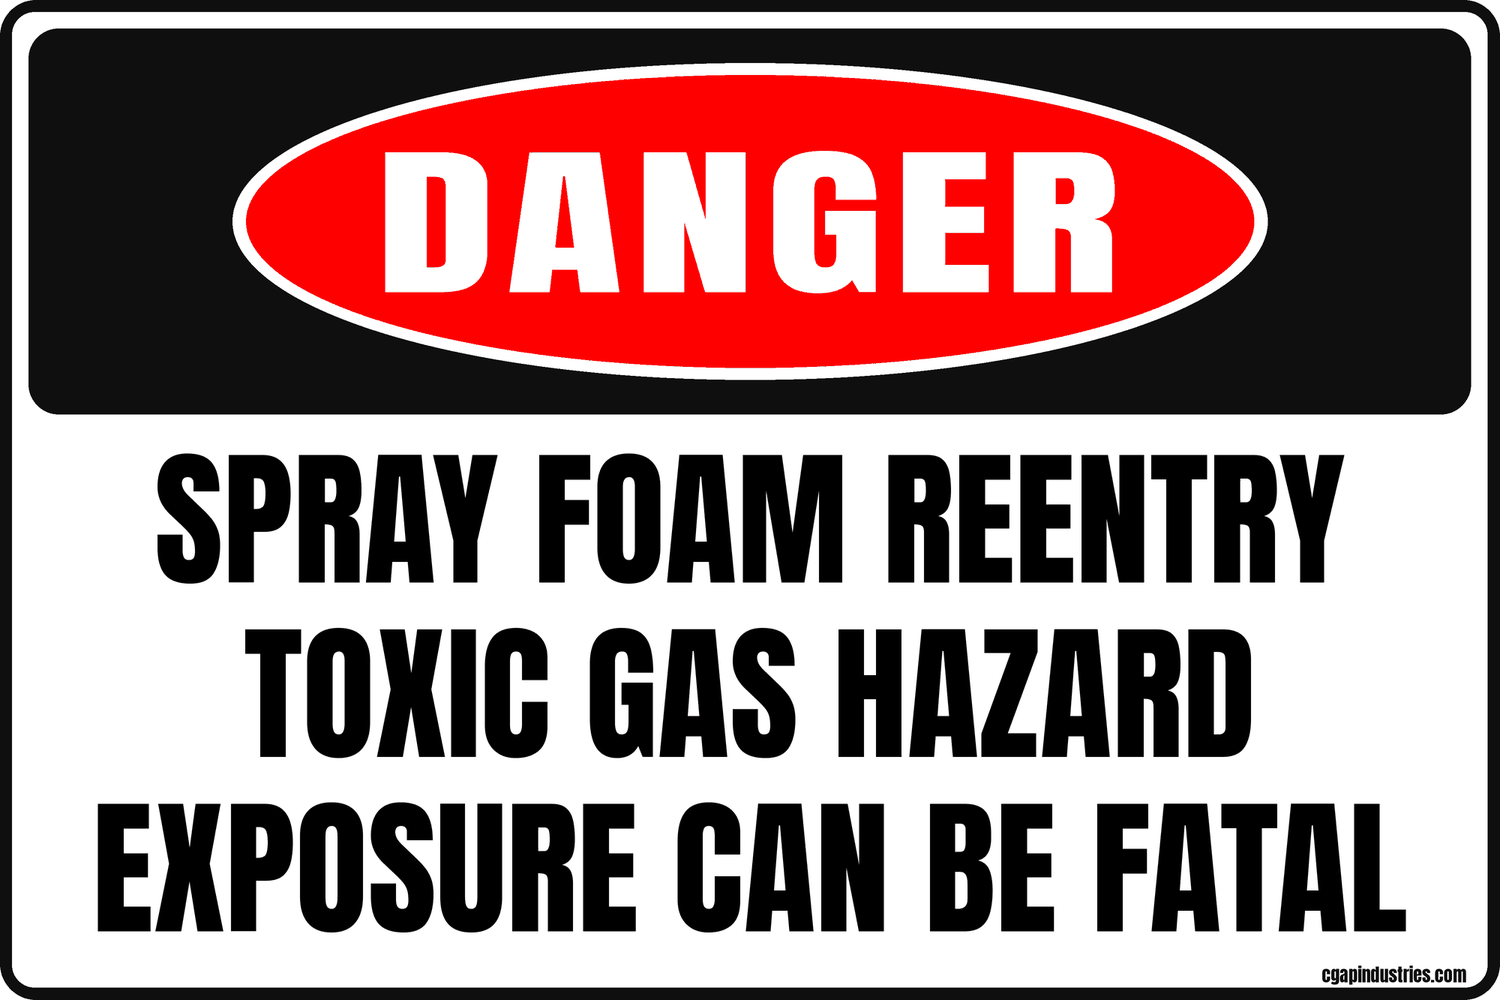 DANGER
SPRAY FOAM REENTRY
TOXIC GAS HAZARD
EXPOSURE CAN BE FATAL
cgapindustries.com